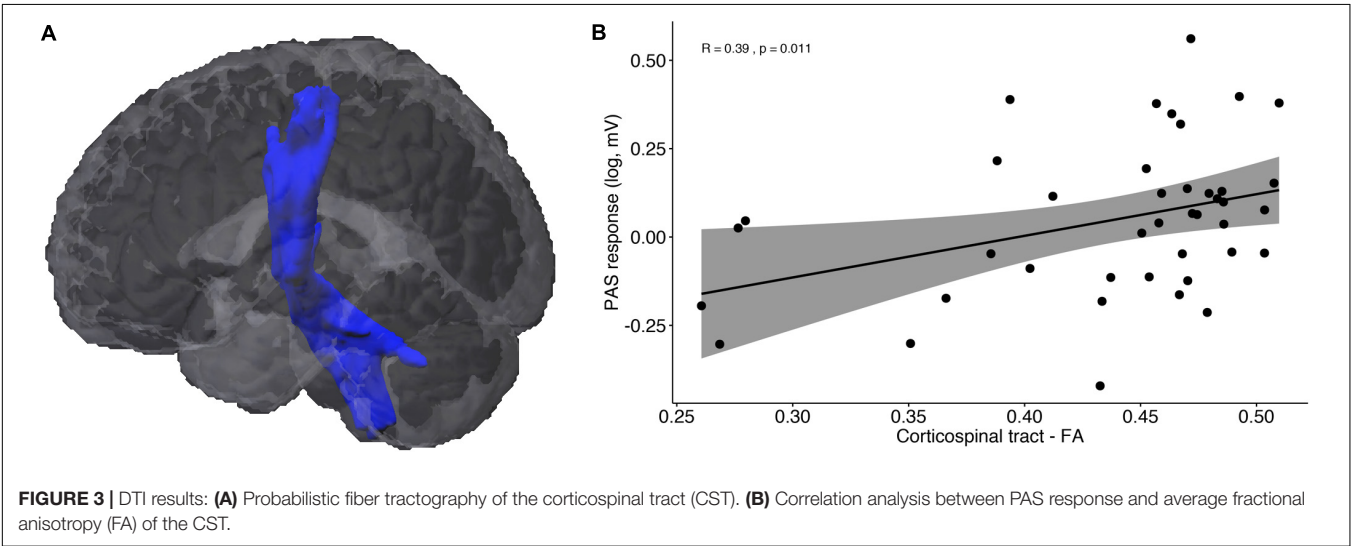 A
B
R = 0.39 , p = 0.011
PAS response (log, mV)
0.50
0.25
0.00
-0.25
0.25 0.30 0.35 0.40 0.45 0.50
Corticospinal tract - FA
FIGURE 3 | DTI results: (A) Probabilistic fiber tractography of the corticospinal tract (CST). (B) Correlation analysis between PAS response and average fractional
anisotropy (FA) of the CST.